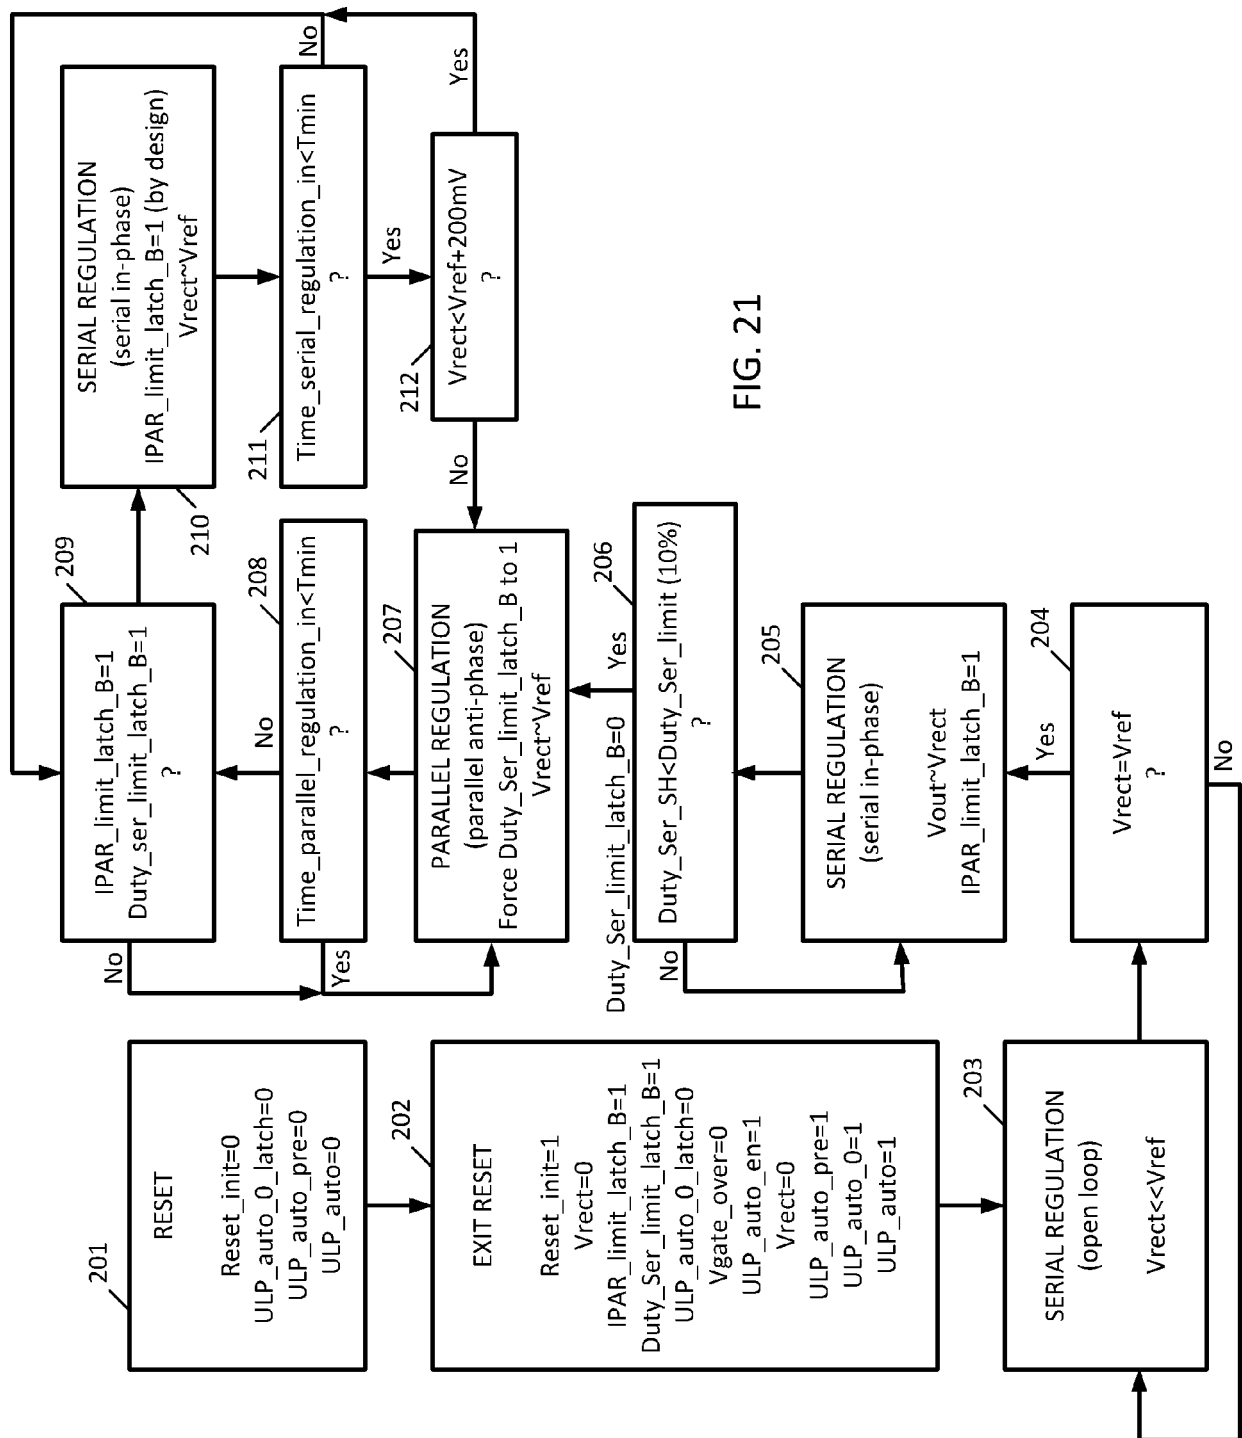 201
RESET
Reset_init=0
ULP_auto_0_latch=0
ULP_auto_pre=0
ULP_auto=0
202
EXIT RESET
Reset_init=1
Vrect=0
IPAR_limit_latch_B=1
Duty_Ser_limit_latch_B=1
ULP_auto_0_latch=0
Vgate_over=0
ULP_auto_en=1
Vrect=0
ULP_auto_pre=1
ULP_auto_0=1
ULP_auto=1
203
SERIAL REGULATION
(open loop)
Vrect<<Vref
204
Vrect=Vref
?
Yes
No
205
SERIAL REGULATION
(serial in-phase)
Vout~Vrect
IPAR_limit_latch_B=1
206
Duty_Ser_SH<Duty_Ser_limit (10%)
?
No
Duty_Ser_limit_latch_B=0
Yes
207
PARALLEL REGULATION
(parallel anti-phase)
Force Duty_Ser_limit_latch_B to 1
Vrect~Vref
208
Time_parallel_regulation_in<Tmin
?
Yes
No
209
IPAR_limit_latch_B=1
Duty_ser_limit_latch_B=1
?
No
210
SERIAL REGULATION
(serial in-phase)
IPAR_limit_latch_B=1 (by design)
Vrect~Vref
211
Time_serial_regulation_in<Tmin
?
No
Yes
212
Vrect<Vref+200mV
?
No
Yes
FIG. 21